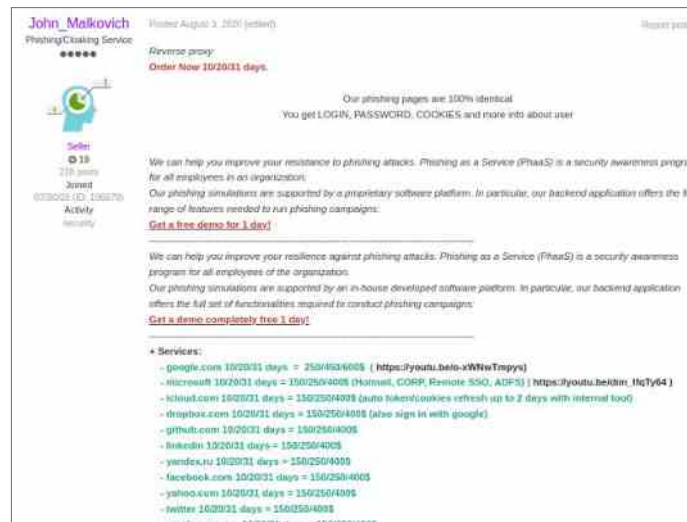 John_Malkovich
Phishing/Cloaking Service
Seller
19
posts
Joined
Activity
security
Posted August 3, 2020 (edited)
Report post
Reverse proxy
Order Now 10/20/31 days.
Our phishing pages are 100% identical
You get LOGIN, PASSWORD, COOKIES and more info about user
We can help you improve your resistance to phishing attacks. Phishing as a Service (PhaaS) is a security awareness progra
for all employees in an organization;
Our phishing simulations are supported by a proprietary software platform. In particular, our backend application offers the
range of features needed to run phishing campaigns:
Get a free demo for 1 day!
We can help you improve your resilience against phishing attacks. Phishing as a Service (PhaaS) is a security awareness
program for all employees of the organization.
Our phishing simulations are supported by an in-house developed software platform. In particular, our backend application
offers the full set of functionalities required to conduct phishing campaigns:
Get a demo completely free 1 day!
+ Services:
- google.com 10/20/31 days = 250/450/600$ (
- microsoft 10/20/31 days = 150/250/400$ (Hotmail, CORP, Remote SSO, ADFS) (
- icloud.com 10/20/31 days = 150/250/400$ (auto token/cookies refresh up to 2 days with internal tool)
- dropbox.com 10/20/31 days = 150/250/400$ (also sign in with google)
- github.com 10/20/31 days = 150/250/400$
- linkedin 10/20/31 days = 150/250/400$
- yandex.ru 10/20/31 days = 150/250/400$
- facebook.com 10/20/31 days = 150/250/400$
- yahoo.com 10/20/31 days = 150/250/400$
- twitter 10/20/31 days = 150/250/400$